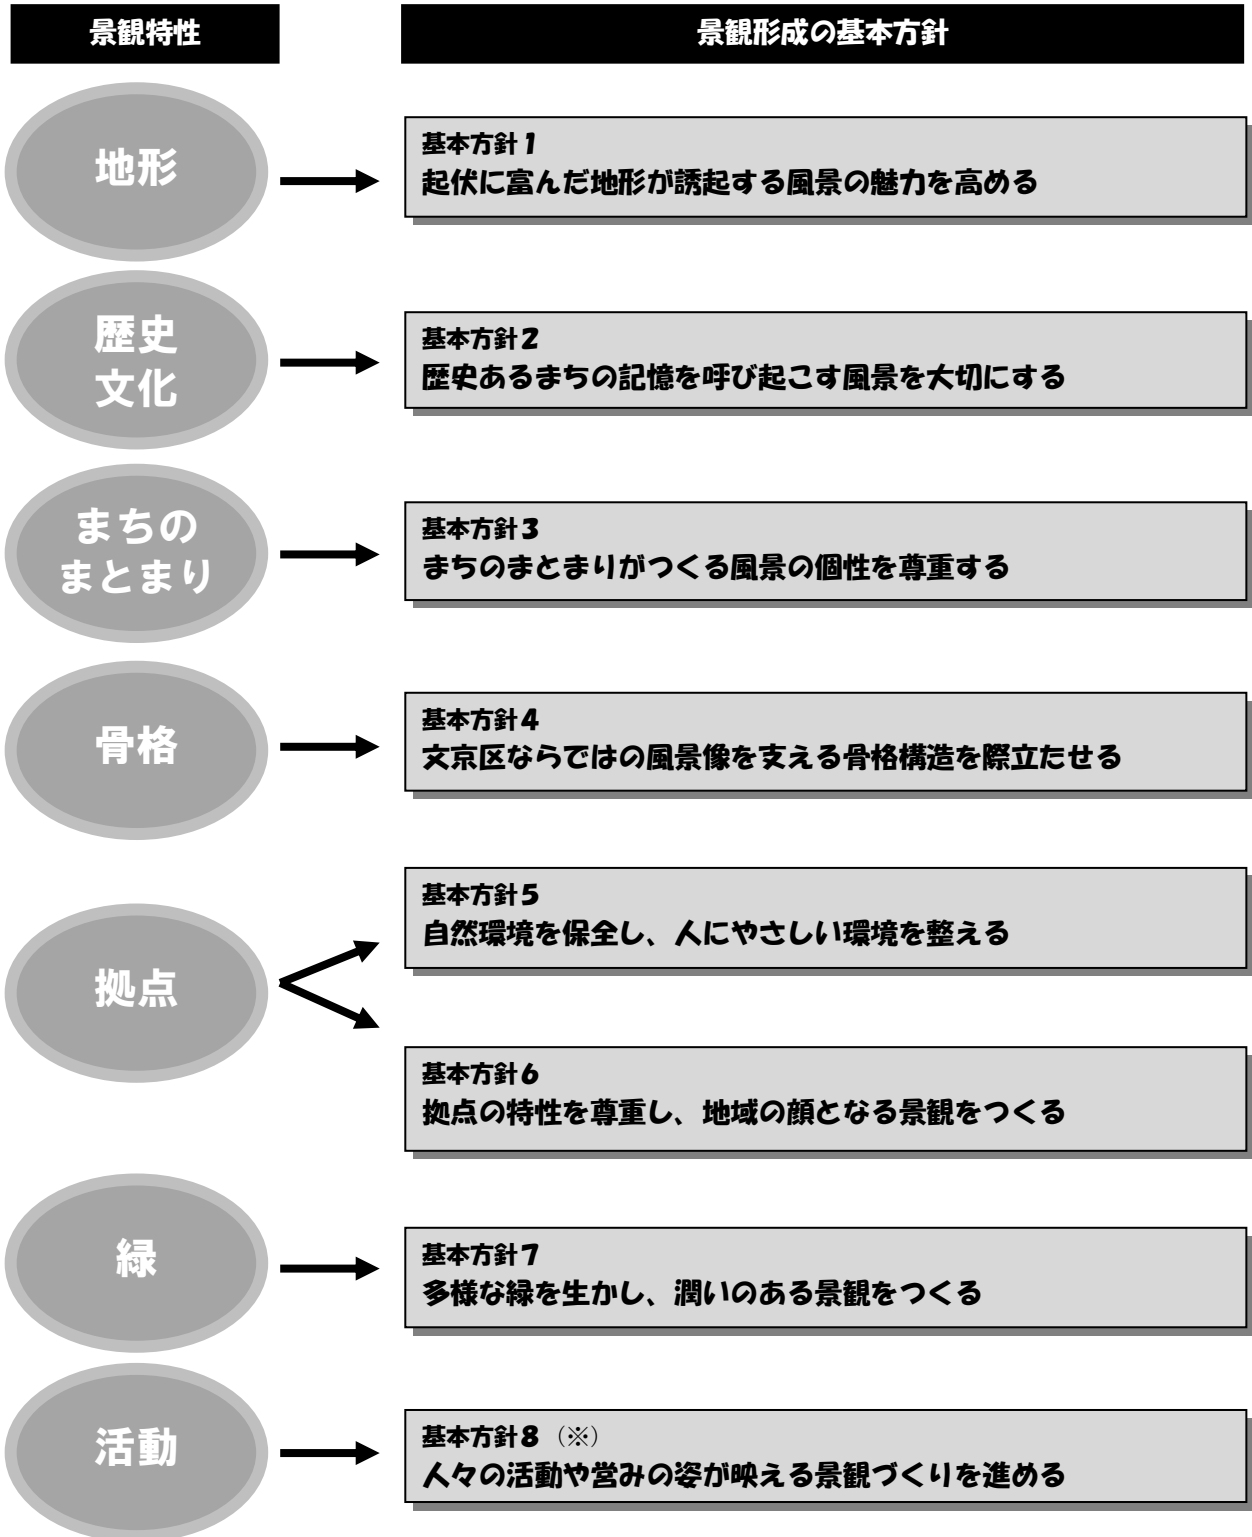 景観特性
景観形成の基本方針
地形
基本方針1
起伏に富んだ地形が誘起する風景の魅力を高める
歴史
文化
基本方針2
歴史あるまちの記憶を呼び起こす風景を大切にする
まちの
まとまり
基本方針3
まちのまとまりがつくる風景の個性を尊重する
骨格
基本方針4
文京区ならではの風景像を支える骨格構造を際立たせる
拠点
基本方針5
自然環境を保全し、人にやさしい環境を整える
基本方針6
拠点の特性を尊重し、地域の顔となる景観をつくる
緑
基本方針7
多様な緑を生かし、潤いのある景観をつくる
活動
基本方針8（※）
人々の活動や営みの姿が映える景観づくりを進める